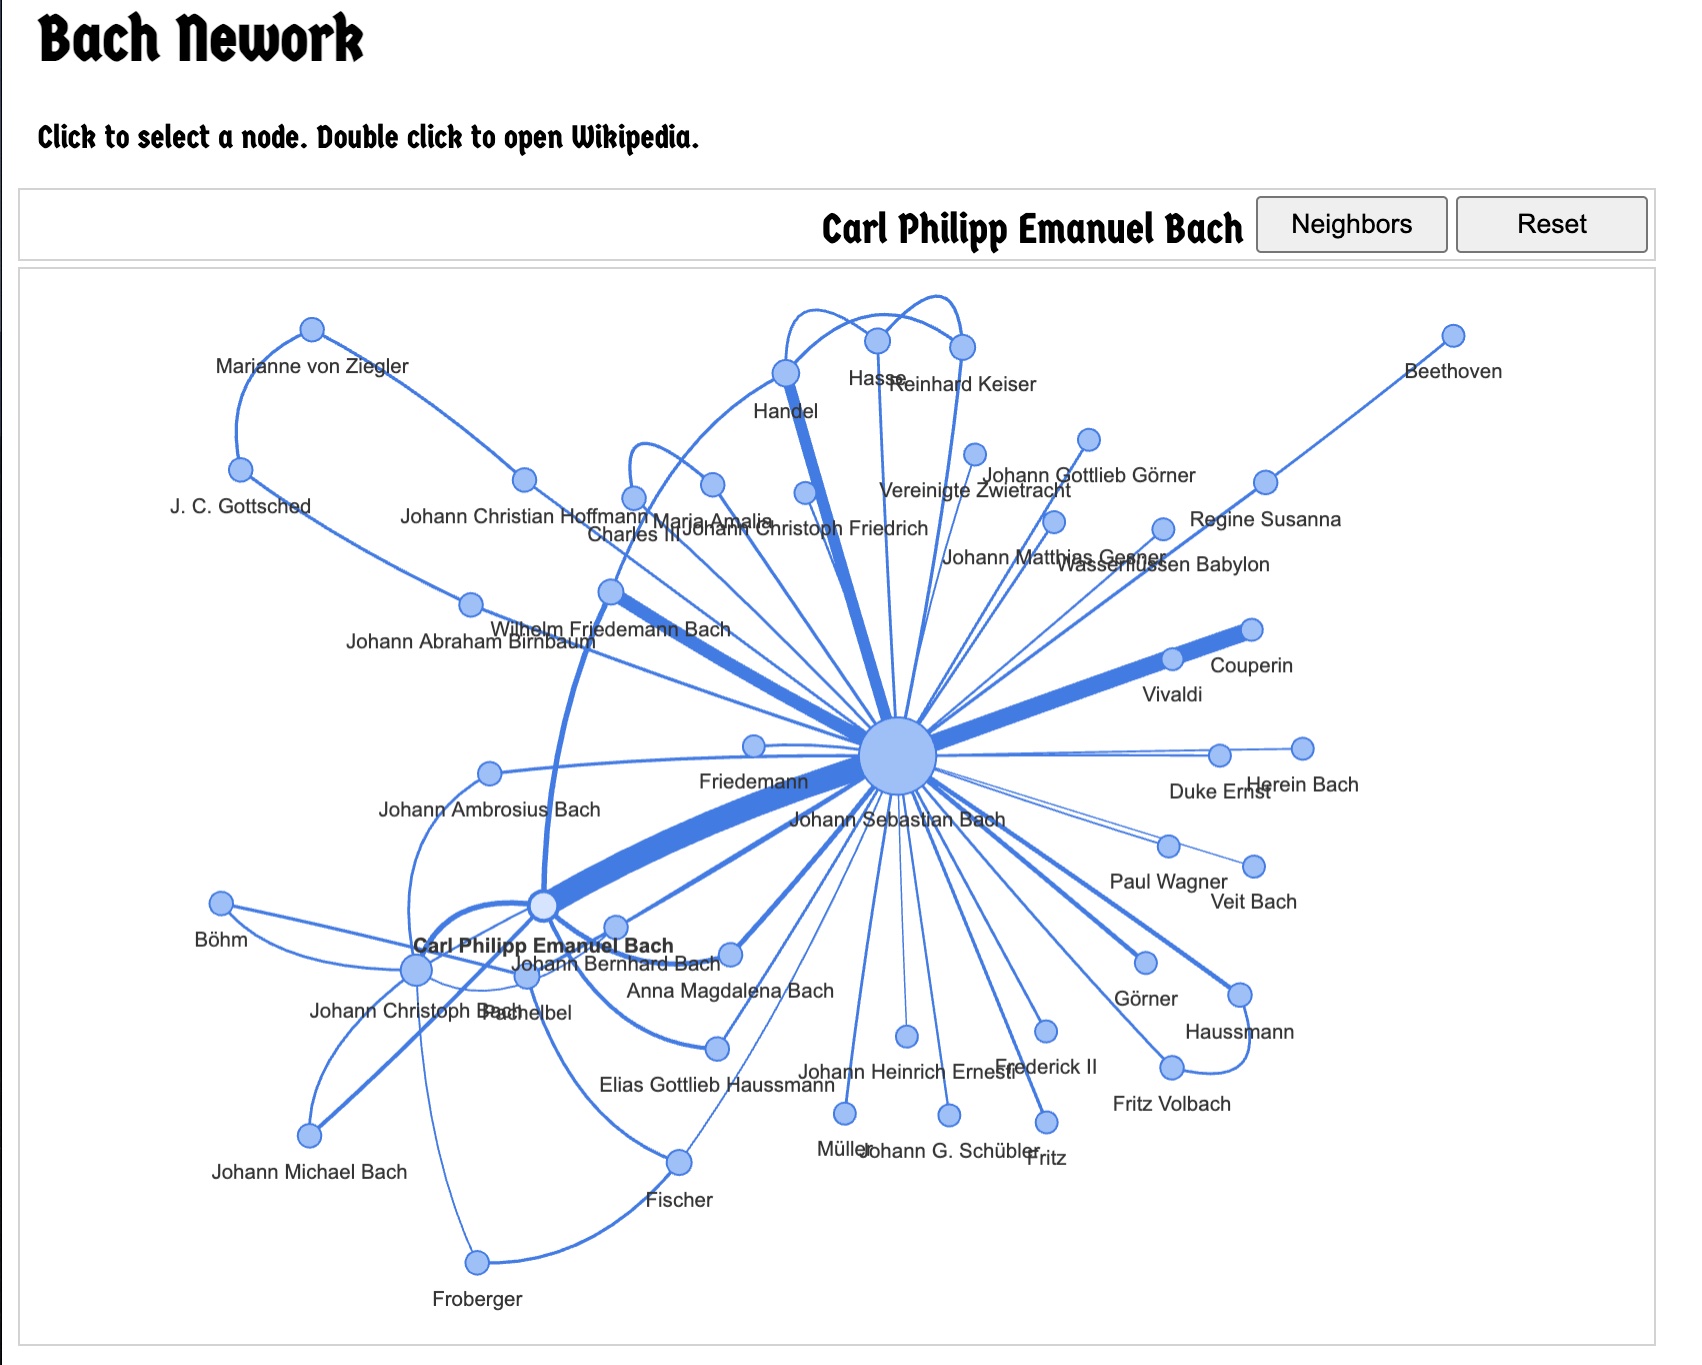 Bach Nework
Click to select a node. Double click to open Wikipedia.
Carl Philipp Emanuel Bach
Neighbors
Reset
Marianne von Ziegler
Hasse
Reinhard Keiser
Beethoven
Handel
J. C. Gottsched
Johann Christian Hoffmann
Charles III
Maria Amalia
Johann Christoph Friedrich
Vereinigte Zwietracht
Johann Gottlieb Görner
Regine Susanna
Johann Matthias Gesner
Wasserflüssen Babylon
Wilhelm Friedemann Bach
Johann Abraham Birnbaum
Couperin
Vivaldi
Friedemann
Duke Ernst
Herein Bach
Johann Ambrosius Bach
Johann Sebastian Bach
Paul Wagner
Veit Bach
Böhm
Carl Philipp Emanuel Bach
Johann Bernhard Bach
Anna Magdalena Bach
Johann Christoph Bach
Pachelbel
Görner
Haussmann
Elias Gottlieb Haussmann
Johann Heinrich Ernesti
Frederick II
Fritz Volbach
Johann Michael Bach
Müller
Johann G. Schübler
Fritz
Fischer
Froberger